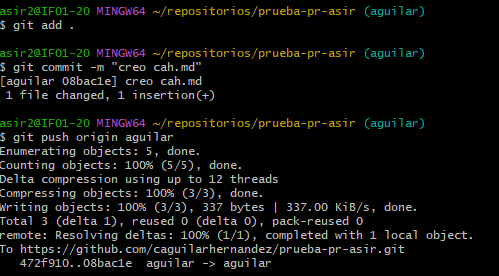 asir2@IF01-20 MINGW64 ~/repositorios/prueba-pr-asir (aguilar)
$ git add .
asir2@IF01-20 MINGW64 ~/repositorios/prueba-pr-asir (aguilar)
$ git commit -m "creo cah.md"
[aguilar 08bac1e] creo cah.md
1 file changed, 1 insertion(+)
asir2@IF01-20 MINGW64 ~/repositorios/prueba-pr-asir (aguilar)
$ git push origin aguilar
Enumerating objects: 5, done.
Counting objects: 100% (5/5), done.
Delta compression using up to 12 threads
Compressing objects: 100% (3/3), done.
Writing objects: 100% (3/3), 337 bytes | 337.00 KiB/s, done.
Total 3 (delta 1), reused 0 (delta 0), pack-reused 0
remote: Resolving deltas: 100% (1/1), completed with 1 local object.
To https://github.com/caguilarhernandez/prueba-pr-asir.git
472f910..08bac1e  aguilar -> aguilar